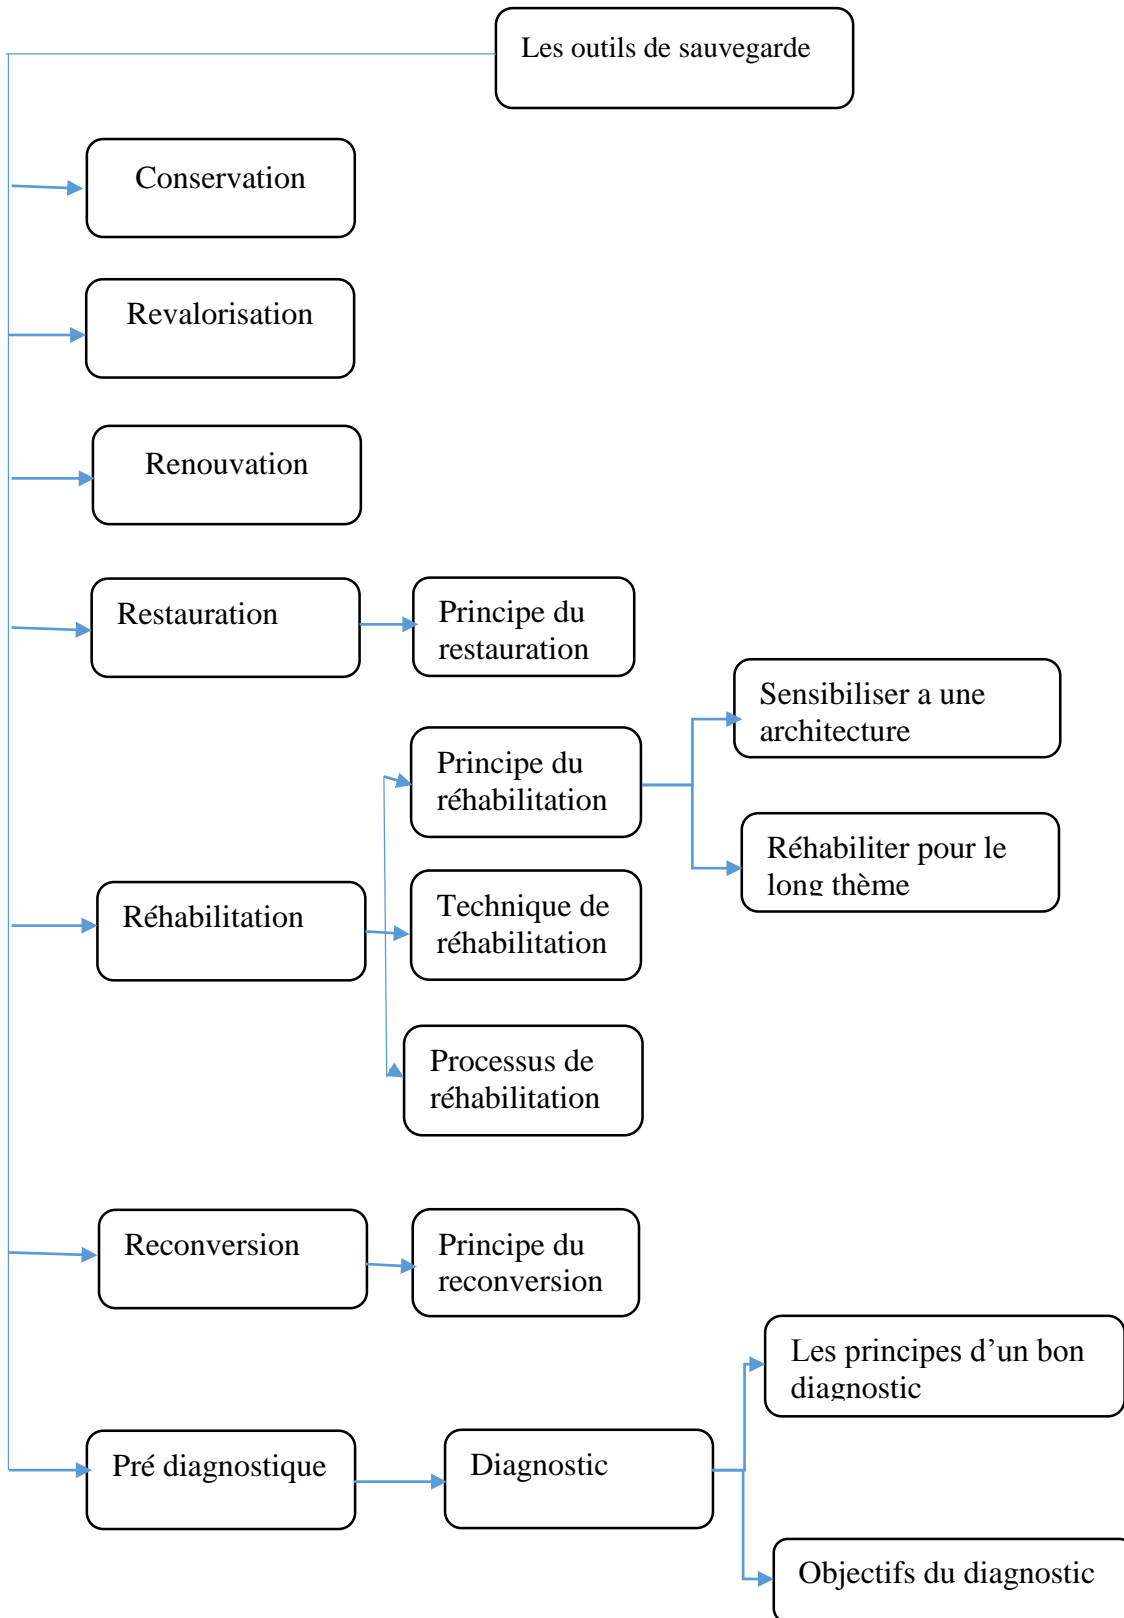 Les outils de sauvegarde
Conservation
Revalorisation
Renouvation
Restauration
Principe du
restauration
Sensibiliser a une
architecture
Principe du
réhabilitation
Réhabiliter pour le
long thème
Réhabilitation
Technique de
réhabilitation
Processus de
réhabilitation
Reconversion
Principe du
reconversion
Les principes d’un bon
diagnostic
Pré diagnostique
Diagnostic
Objectifs du diagnostic